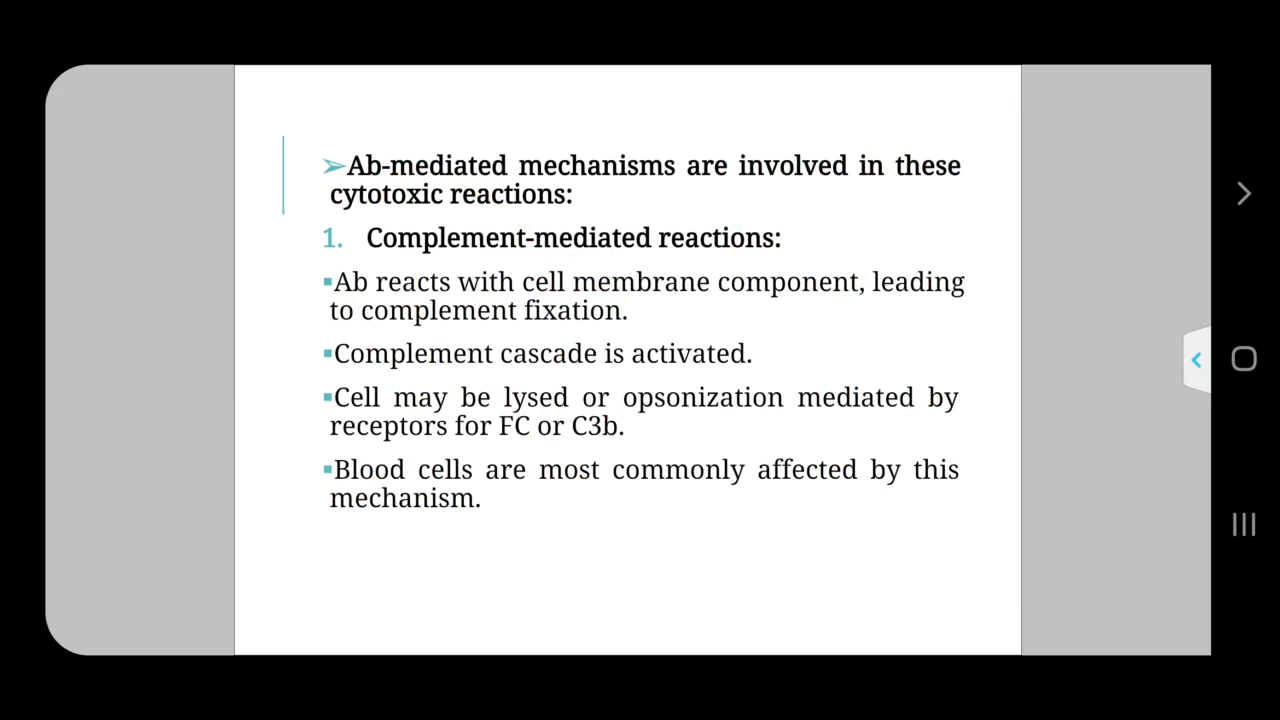 ➢Ab-mediated mechanisms are involved in these
cytotoxic reactions:
1. Complement-mediated reactions:
▪Ab reacts with cell membrane component, leading
to complement fixation.
▪Complement cascade is activated.
▪Cell may be lysed or opsonization mediated by
receptors for FC or C3b.
▪Blood cells are most commonly affected by this
mechanism.